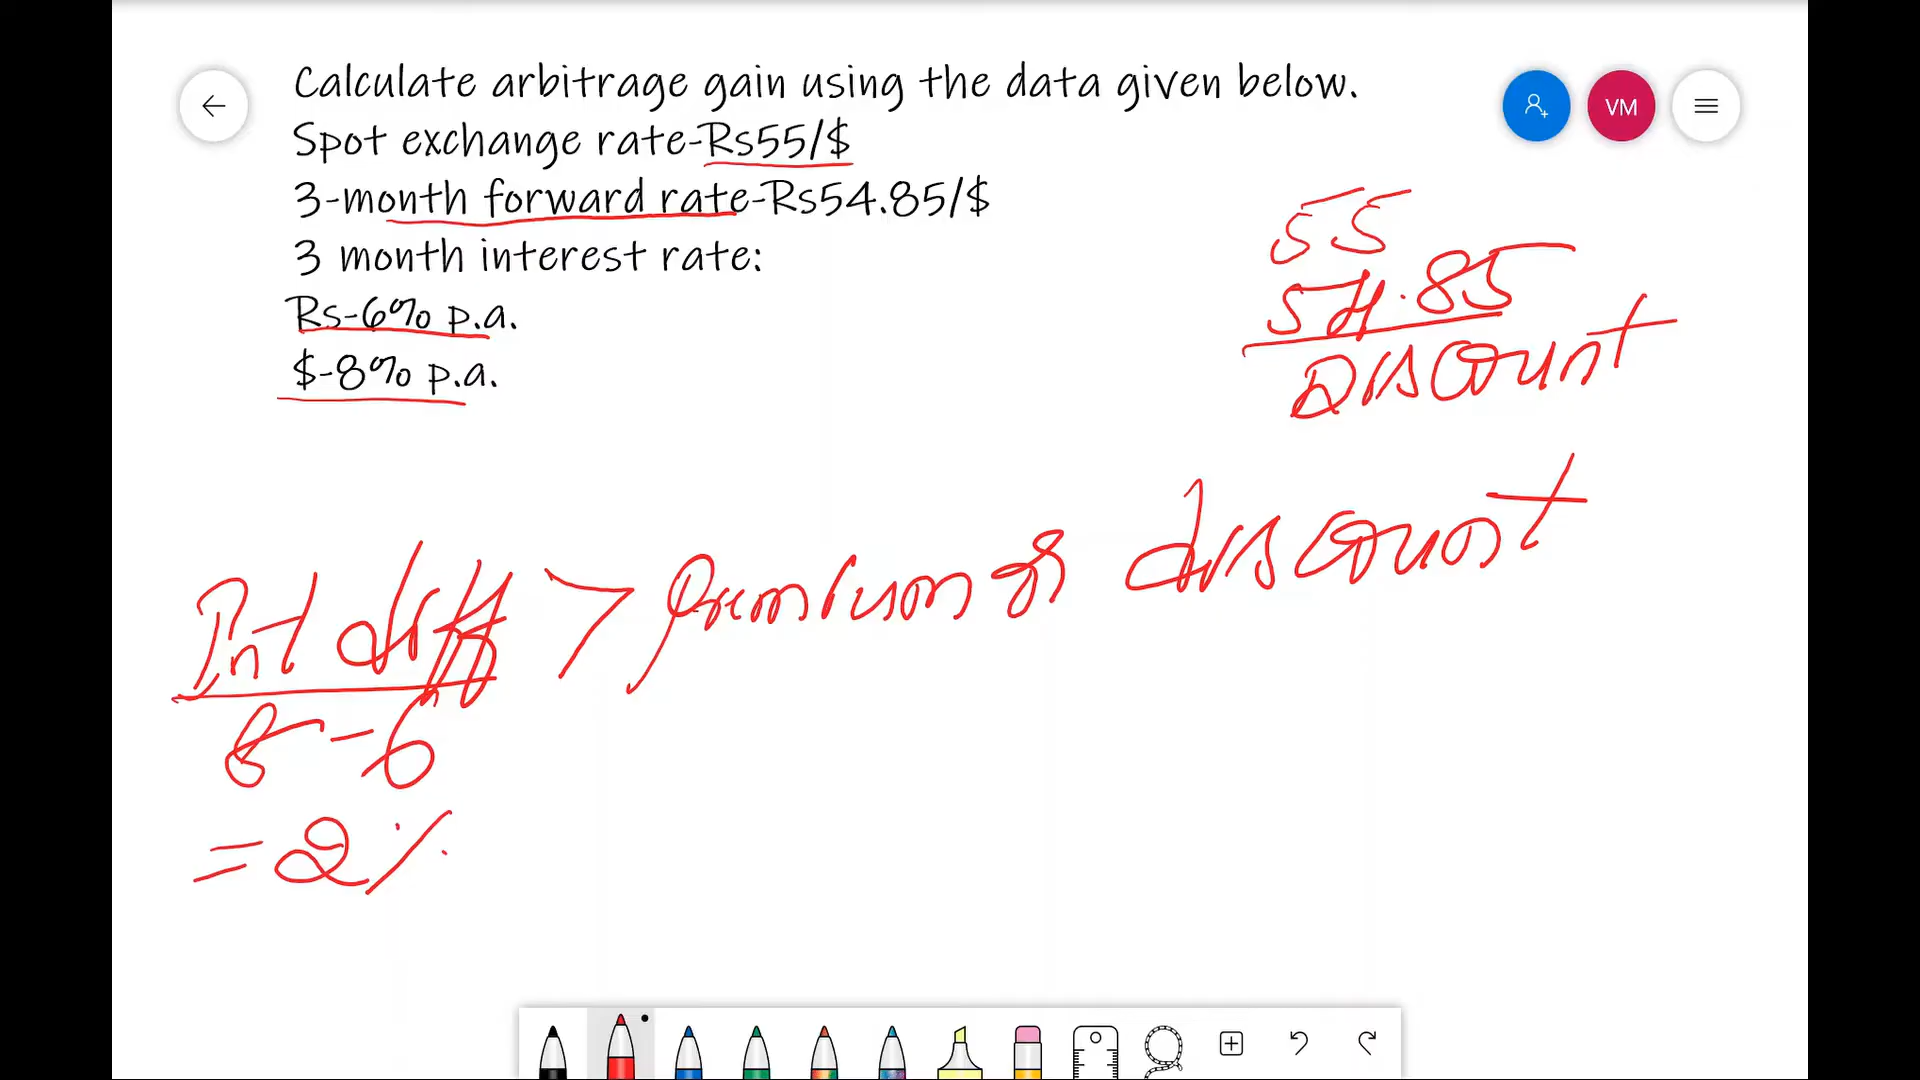 Calculate arbitrage gain using the data given below.
Spot exchange rate-Rs55/$
3-month forward rate-Rs54.85/$
3 month interest rate:
Rs-6% p.a.
$-8% p.a.
VM
55
54.85
Discount
Int diff > Premium or discount
8-6
=2%